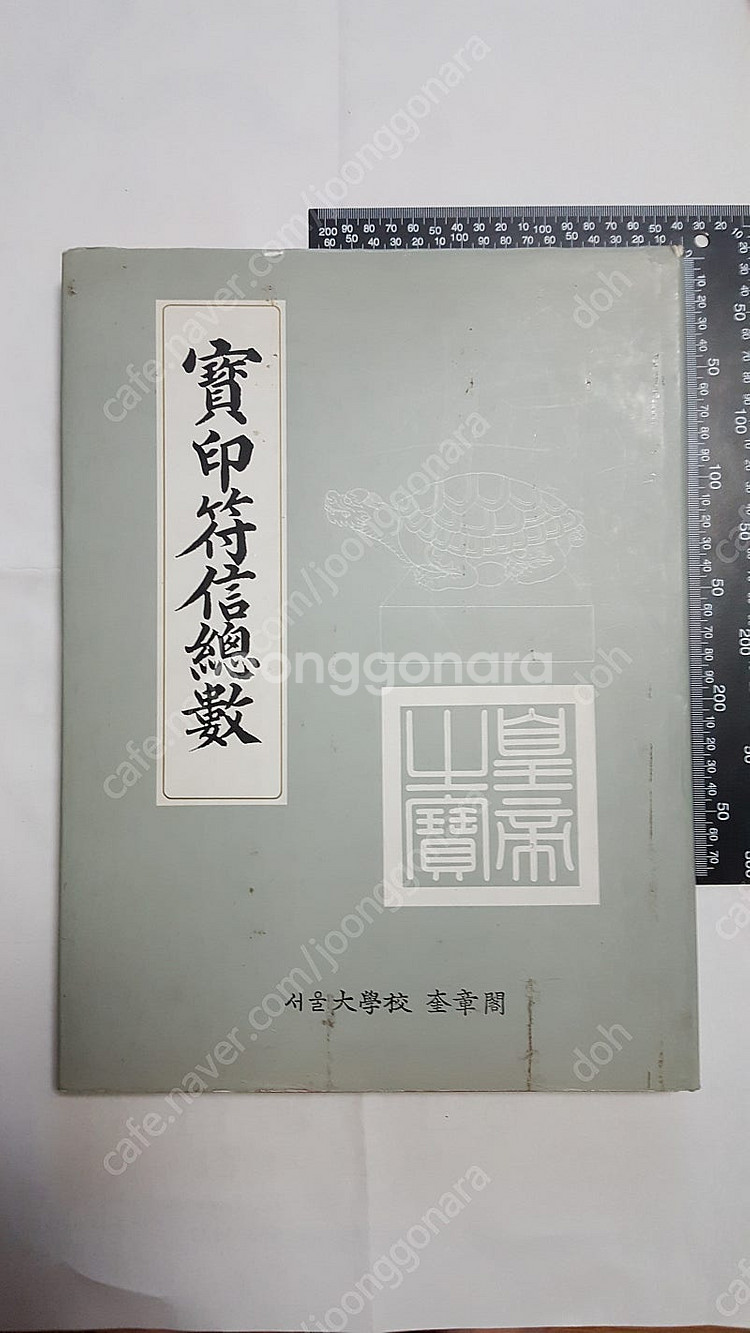 寶印符信總數
皇帝
之寶
서울大學校 奎章閣
joonggonara
cafe.naver.com/joonggonara
doh